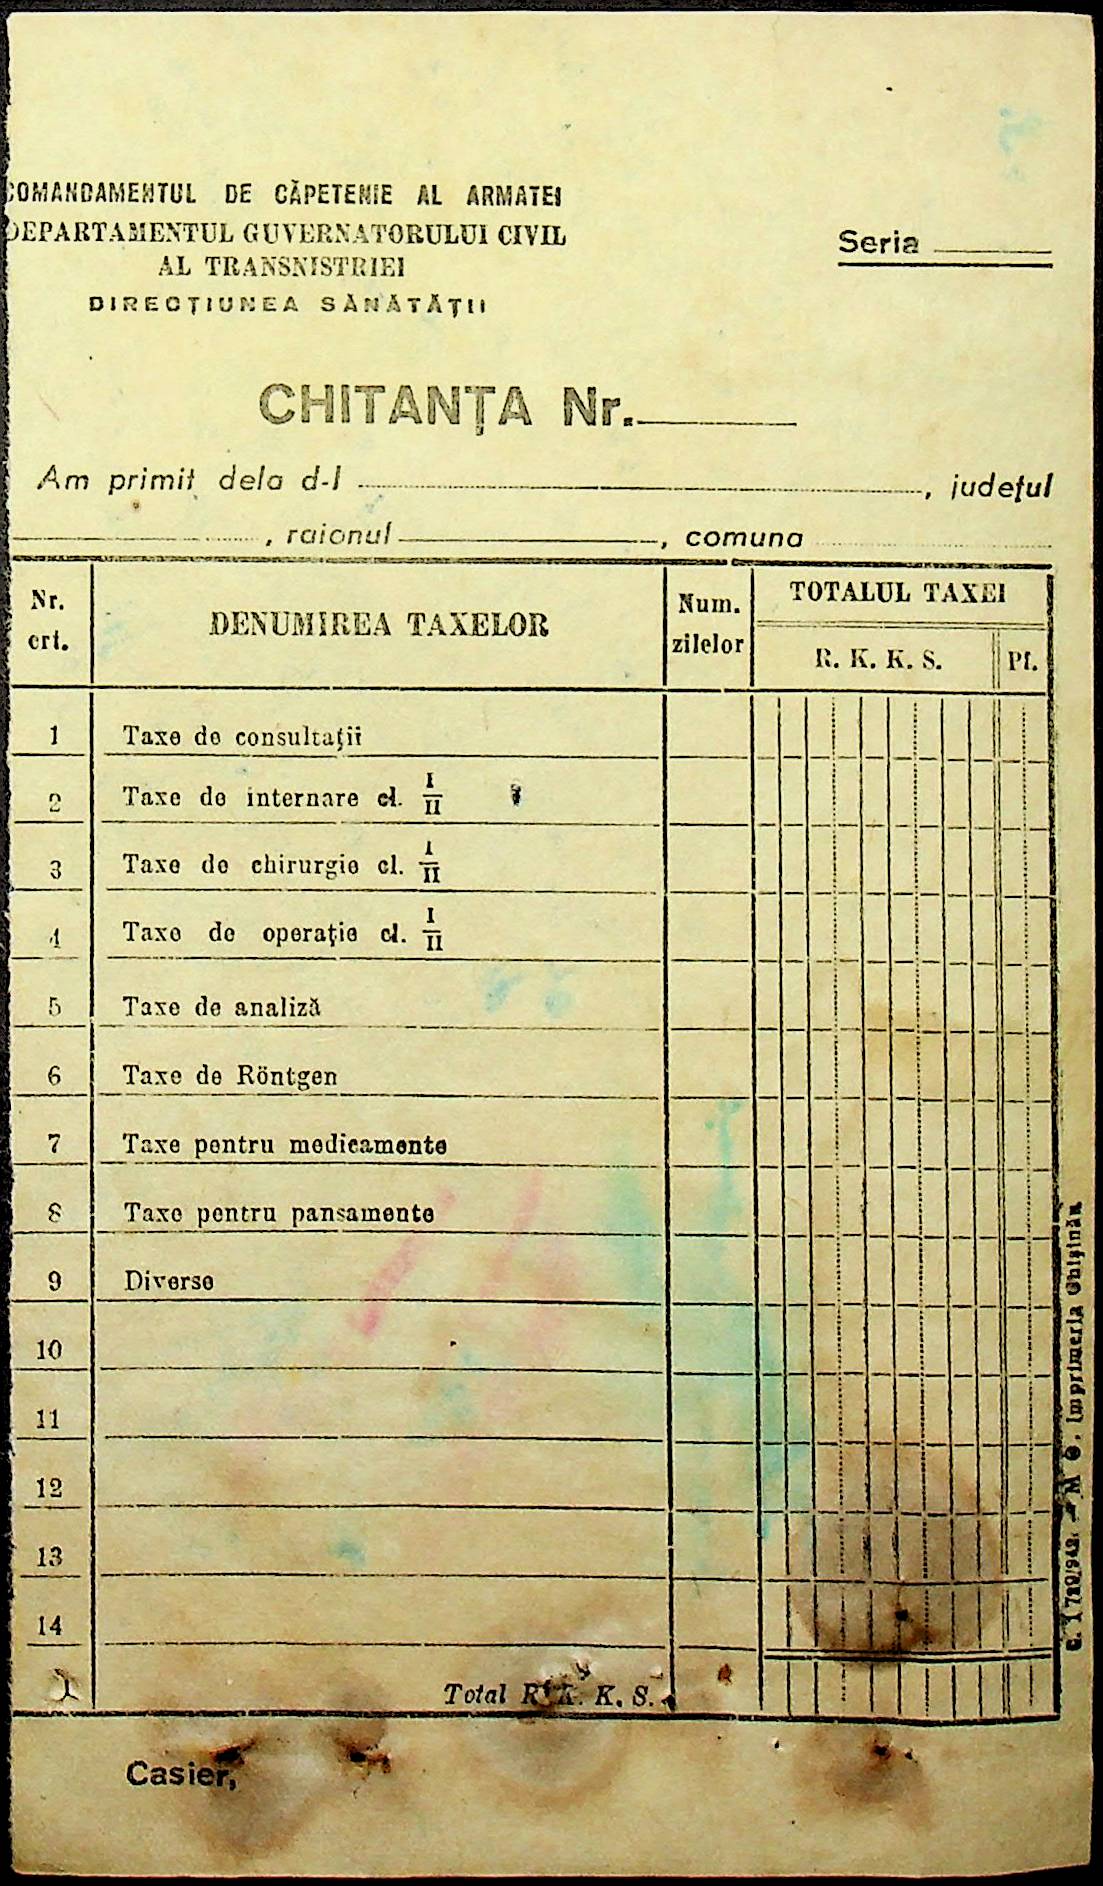 COMANDAMENTUL DE CĂPETENIE AL ARMATEI
DEPARTAMENTUL GUVERNATORULUI CIVIL
AL TRANSNISTRIEI
DIRECȚIUNEA SĂNĂTĂȚII
Seria
CHITANȚA Nr.
Am primit dela d-l , județul
, raionul , comuna
Nr. crt. DENUMIREA TAXELOR Num. zilelor TOTALUL TAXEI
R. K. K. S. Pf.
1 Taxe de consultații
2 Taxe de internare cl. I/II
3 Taxe de chirurgie cl. I/II
4 Taxe de operație cl. I/II
5 Taxe de analiză
6 Taxe de Röntgen
7 Taxe pentru medicamente
8 Taxe pentru pansamente
9 Diverse
10
11
12
13
14
Total R. K. K. S.
Casier,
M. O. Imprimeria Chișinău